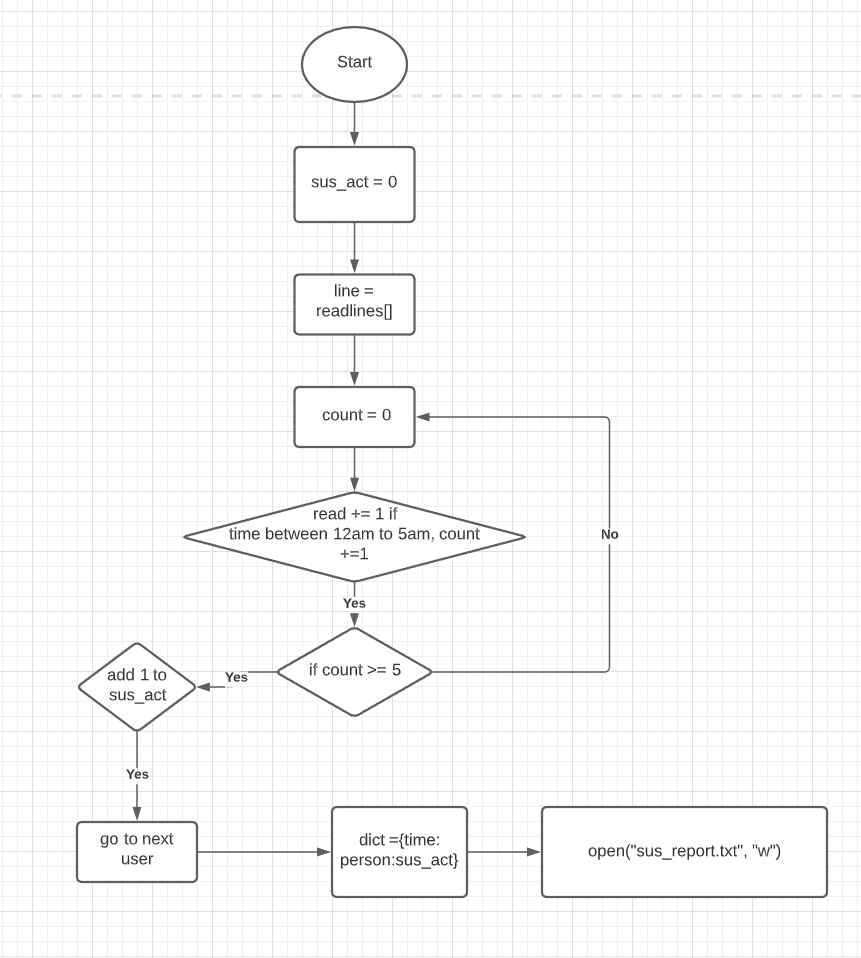 Start
sus_act = 0
line =
readlines[]
count = 0
read += 1 if
time between 12am to 5am, count
+=1
No
Yes
if count >= 5
Yes
add 1 to
sus_act
Yes
go to next
user
dict ={time:
person:sus_act}
open("sus_report.txt", "w")